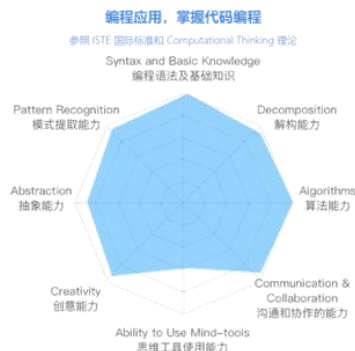 编程应用，掌握代码编程
参照 ISTE 国际标准和 Computational Thinking 理论
Syntax and Basic Knowledge
编程语法及基础知识
Pattern Recognition
模式提取能力
Decomposition
解构能力
Abstraction
抽象能力
Algorithms
算法能力
Creativity
创意能力
Communication &
Collaboration
沟通和协作的能力
Ability to Use Mind-tools
思维工具使用能力